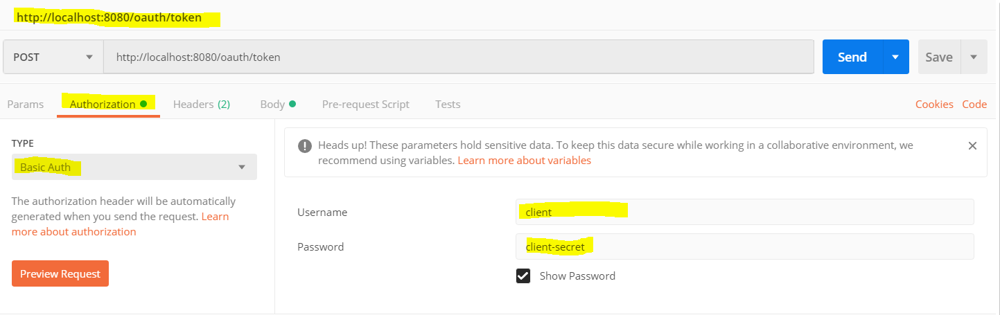 http://localhost:8080/oauth/token
POST http://localhost:8080/oauth/token Send Save
Params Authorization Headers (2) Body Pre-request Script Tests Cookies Code
TYPE
Basic Auth
The authorization header will be automatically
generated when you send the request. Learn
more about authorization
Preview Request
Heads up! These parameters hold sensitive data. To keep this data secure while working in a collaborative environment, we
recommend using variables. Learn more about variables
Username client
Password client-secret
Show Password